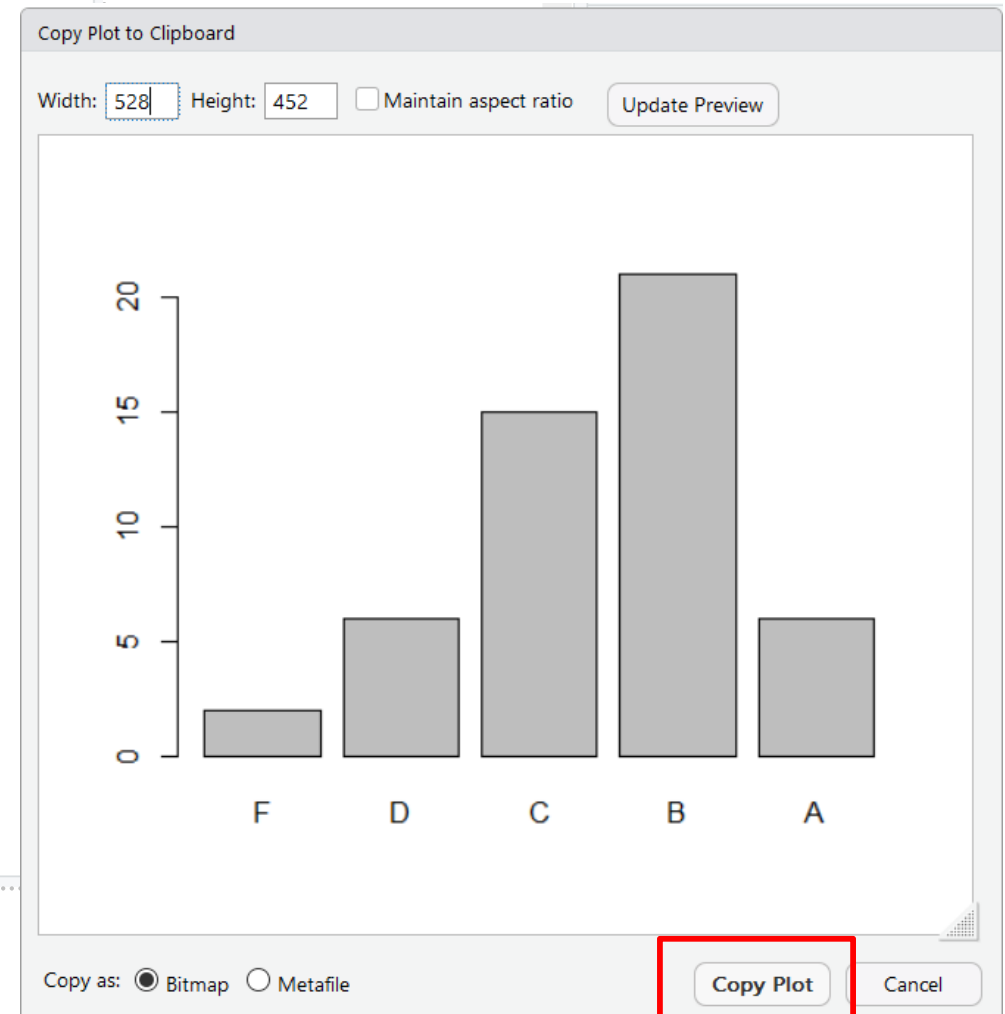 Copy Plot to Clipboard
Width: 528 Height: 452 Maintain aspect ratio Update Preview
20
15
10
5
0
F D C B A
Copy as: Bitmap Metafile Copy Plot Cancel